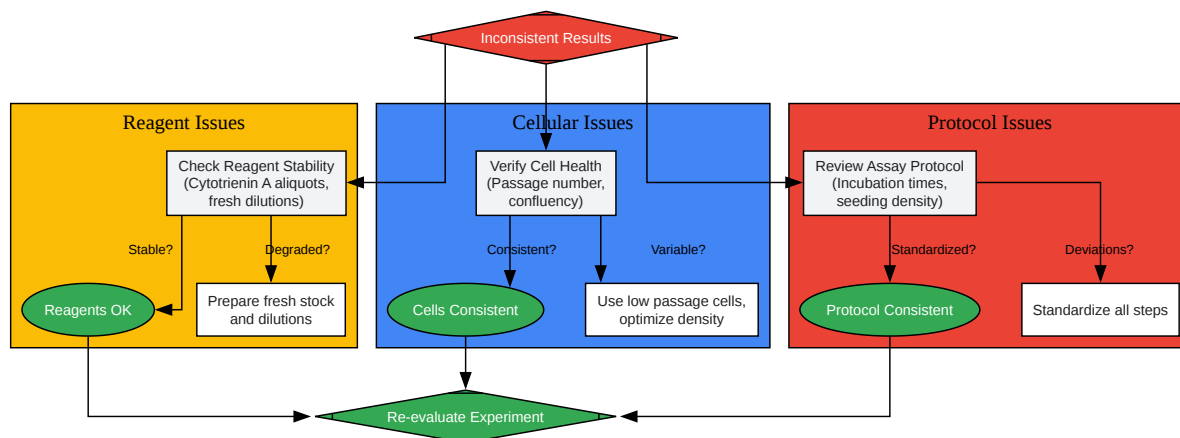 Inconsistent Results
Reagent Issues
Cellular Issues
Protocol Issues
Check Reagent Stability
(Cytotrienin A aliquots,
fresh dilutions)
Verify Cell Health
(Passage number,
confluency)
Review Assay Protocol
(Incubation times,
seeding density)
Stable?
Degraded?
Consistent?
Variable?
Standardized?
Deviations?
Reagents OK
Prepare fresh stock
and dilutions
Cells Consistent
Use low passage cells,
optimize density
Protocol Consistent
Standardize all steps
Re-evaluate Experiment